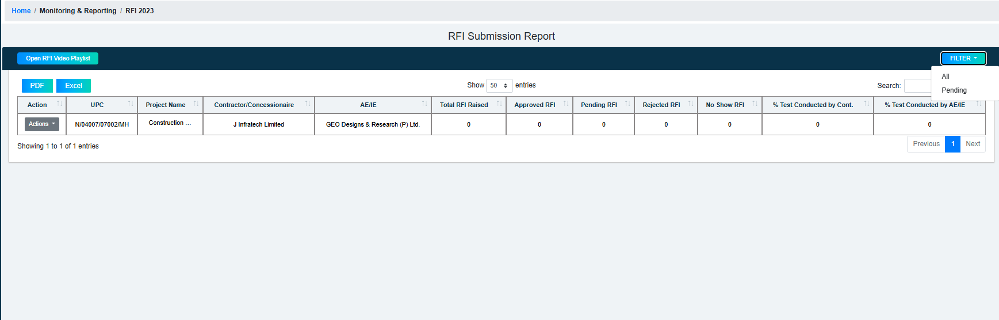 Home / Monitoring & Reporting / RFI 2023
RFI Submission Report
Open RFI Video Playlist
FILTER
All
Pending
PDF Excel
Show 50 entries
Search:
Action UPC Project Name Contractor/Concessionaire AE/IE Total RFI Raised Approved RFI Pending RFI Rejected RFI No Show RFI % Test Conducted by Cont. % Test Conducted by AE/IE
Actions N/04007/07002/MH Construction ... J Infratech Limited GEO Designs & Research (P) Ltd. 0 0 0 0 0 0 0
Showing 1 to 1 of 1 entries
Previous 1 Next